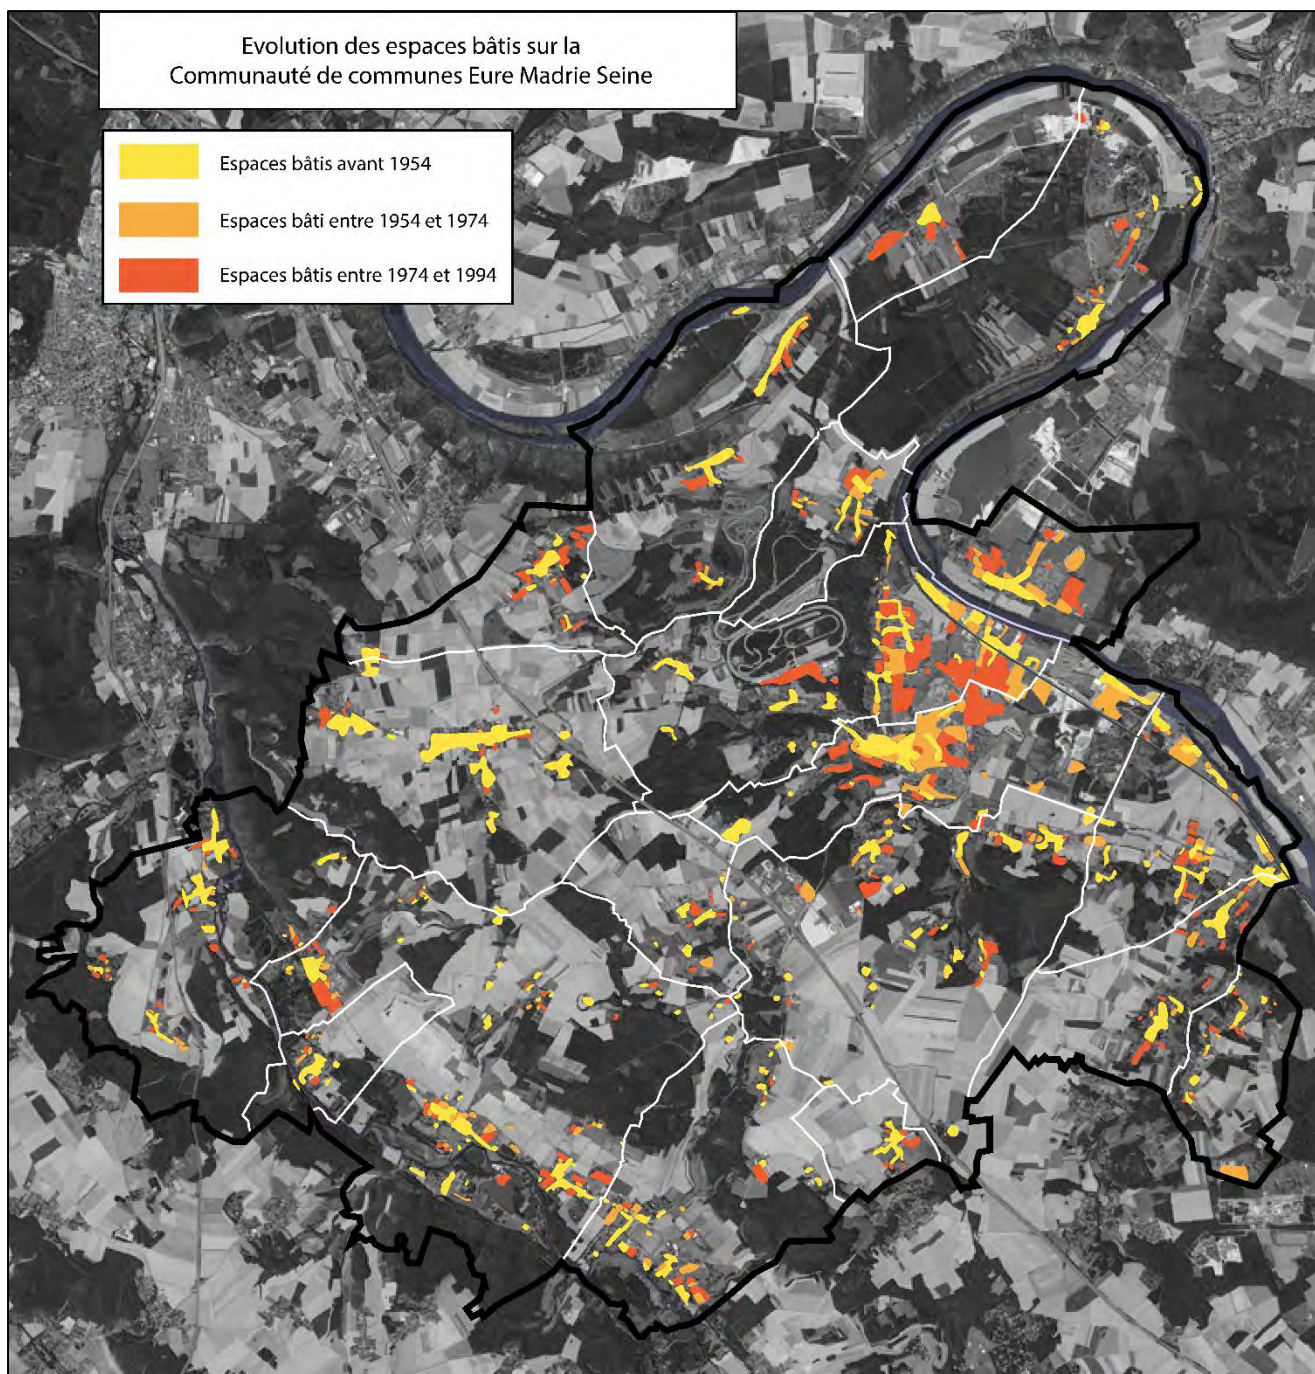 Evolution des espaces bâtis sur la
Communauté de communes Eure Madrie Seine
Espaces bâtis avant 1954
Espaces bâti entre 1954 et 1974
Espaces bâtis entre 1974 et 1994